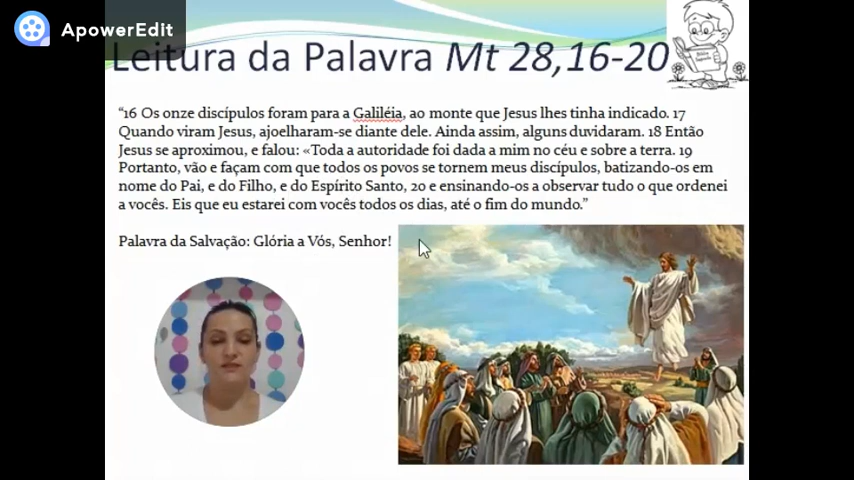 ApowerEdit
Leitura da Palavra Mt 28,16-20
“16 Os onze discípulos foram para a Galiléia, ao monte que Jesus lhes tinha indicado. 17
Quando viram Jesus, ajoelharam-se diante dele. Ainda assim, alguns duvidaram. 18 Então
Jesus se aproximou, e falou: «Toda a autoridade foi dada a mim no céu e sobre a terra. 19
Portanto, vão e façam com que todos os povos se tornem meus discípulos, batizando-os em
nome do Pai, e do Filho, e do Espírito Santo, 20 e ensinando-os a observar tudo o que ordenei
a vocês. Eis que eu estarei com vocês todos os dias, até o fim do mundo.”
Palavra da Salvação: Glória a Vós, Senhor!